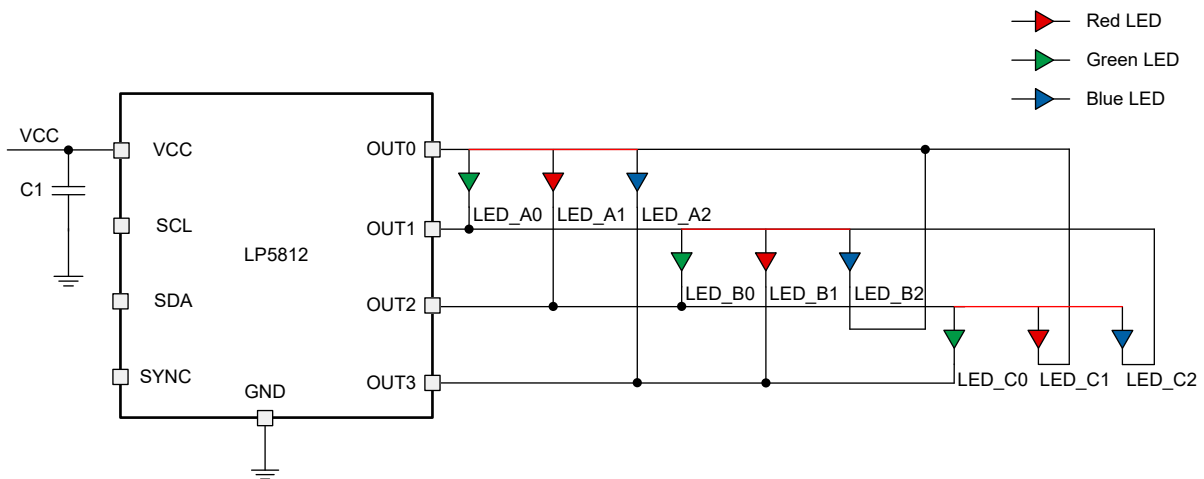 Red LED
Green LED
Blue LED
VCC
VCC
OUT0
C1
LED_A0
LED_A1
LED_A2
SCL
OUT1
LP5812
LED_B0
LED_B1
LED_B2
SDA
OUT2
SYNC
OUT3
GND
LED_C0
LED_C1
LED_C2